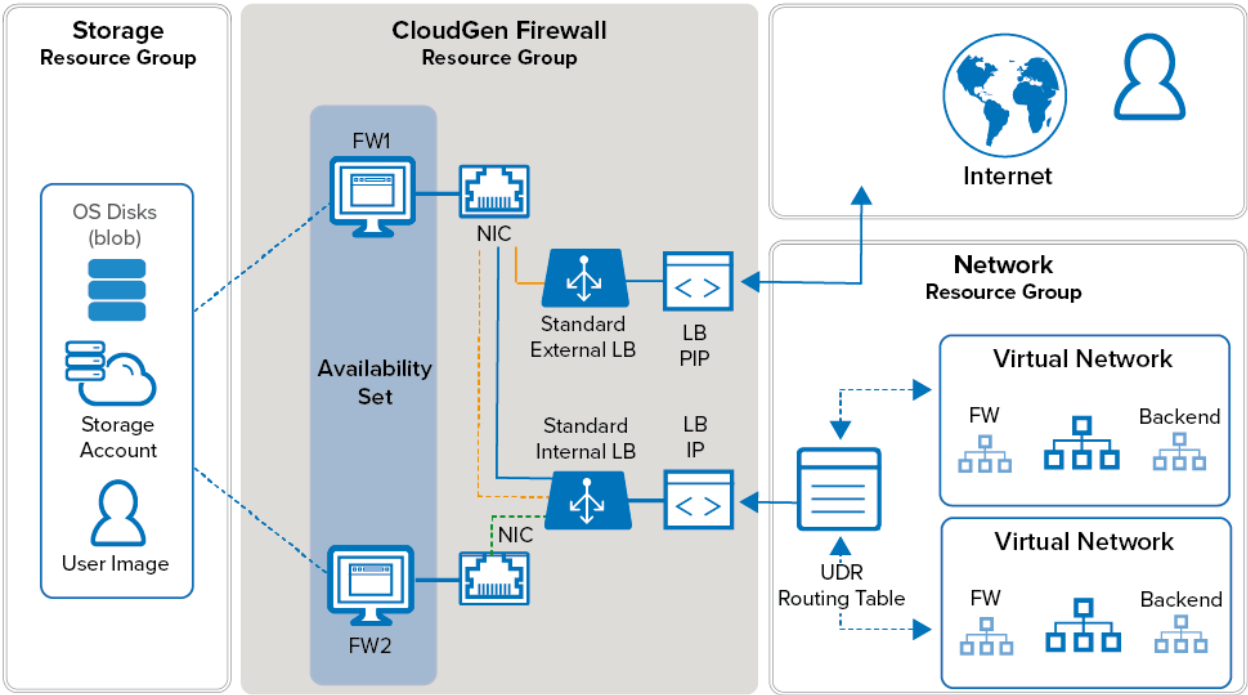 Storage
Resource Group
OS Disks
(blob)
Storage
Account
User Image
CloudGen Firewall
Resource Group
FW1
NIC
Availability
Set
Standard
External LB
LB
PIP
Standard
Internal LB
LB
IP
NIC
FW2
Internet
Network
Resource Group
Virtual Network
FW
Backend
UDR
Routing Table
Virtual Network
FW
Backend